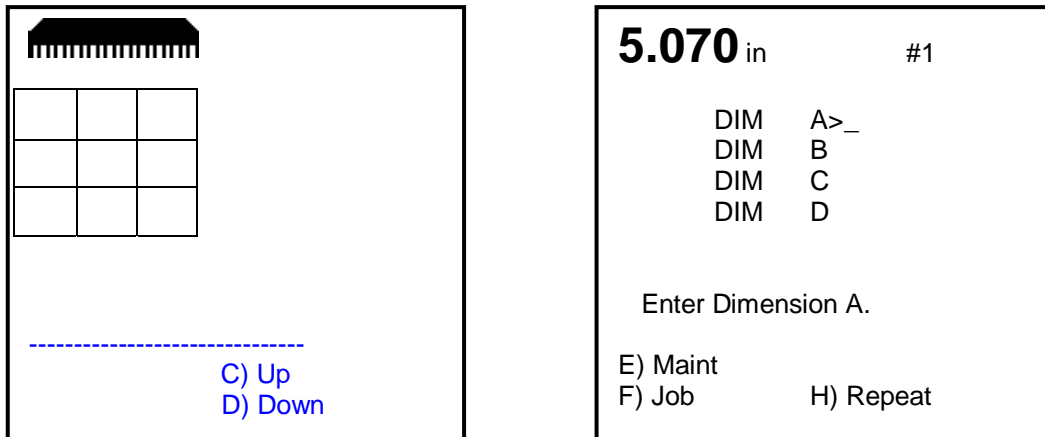 ------------------------------
C) Up
D) Down
5.070 in #1
DIM A>_
DIM B
DIM C
DIM D
Enter Dimension A.
E) Maint
F) Job H) Repeat